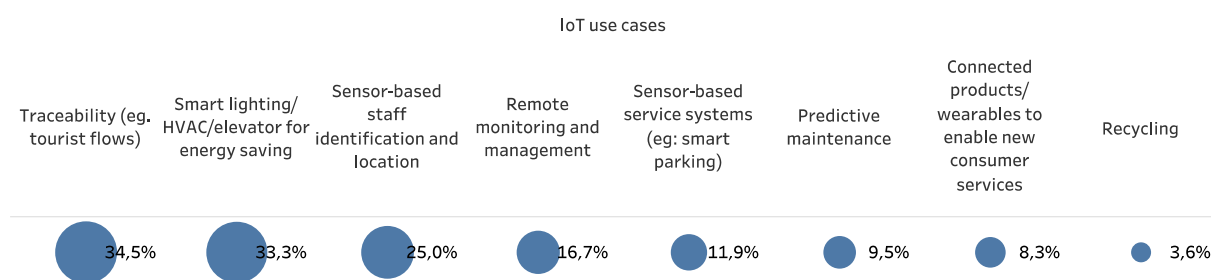 IoT use cases
Traceability (eg.
tourist flows)
Smart lighting/
HVAC/elevator for
energy saving
Sensor-based
staff
identification and
location
Remote
monitoring and
management
Sensor-based
service systems
(eg: smart
parking)
Predictive
maintenance
Connected
products/
wearables to
enable new
consumer
services
Recycling
34,5%
33,3%
25,0%
16,7%
11,9%
9,5%
8,3%
3,6%